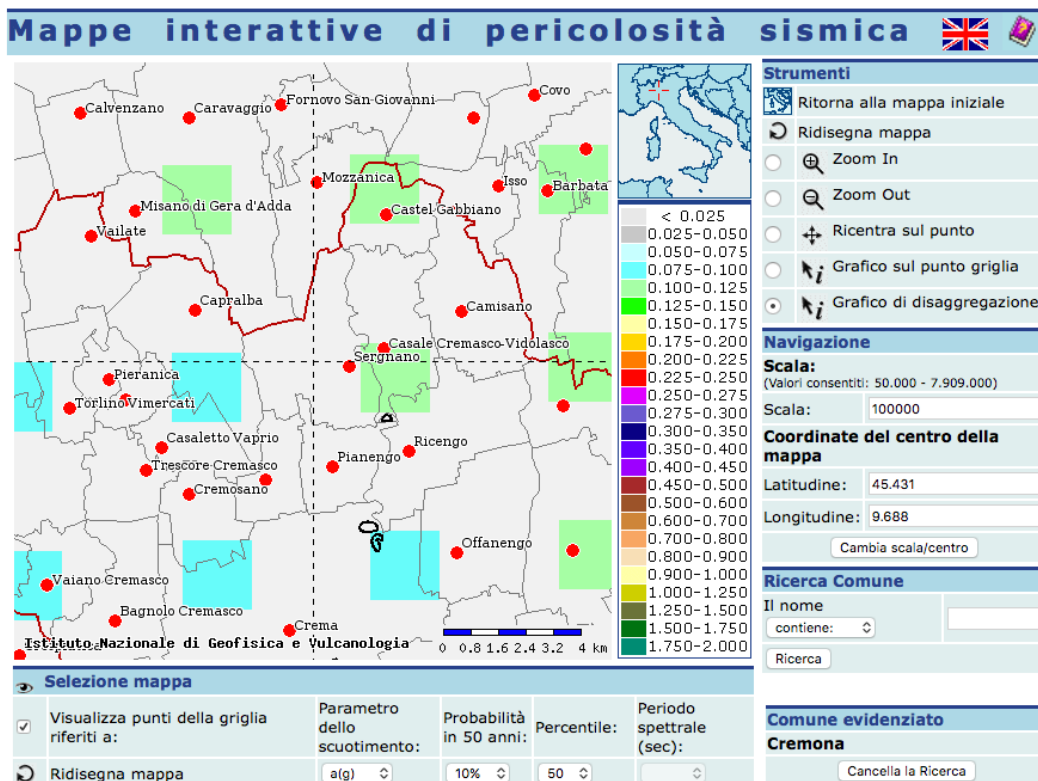 Mappe interattive di pericolosità sismica
Calvenzano
Caravaggio
Fornovo San Giovanni
Covo
Mozzanica
Isso
Barbata
Misano di Gera d'Adda
Castel Gabbiano
Vailate
Capralba
Camisano
Casale Cremasco-Vidolasco
Sergnano
Pieranica
Torlino Vimercati
Casaletto Vaprio
Ricengo
Trescore Cremasco
Pianengo
Cremosano
Offanengo
Vaiano Cremasco
Bagnolo Cremasco
Crema
Istituto Nazionale di Geofisica e Vulcanologia
0 0.8 1.6 2.4 3.2 4 km
< 0.025
0.025-0.050
0.050-0.075
0.075-0.100
0.100-0.125
0.125-0.150
0.150-0.175
0.175-0.200
0.200-0.225
0.225-0.250
0.250-0.275
0.275-0.300
0.300-0.350
0.350-0.400
0.400-0.450
0.450-0.500
0.500-0.600
0.600-0.700
0.700-0.800
0.800-0.900
0.900-1.000
1.000-1.250
1.250-1.500
1.500-1.750
1.750-2.000
Strumenti
Ritorna alla mappa iniziale
Ridisegna mappa
Zoom In
Zoom Out
Ricentra sul punto
Grafico sul punto griglia
Grafico di disaggregazione
Navigazione
Scala:
(Valori consentiti: 50.000 - 7.909.000)
Scala: 100000
Coordinate del centro della
mappa
Latitudine: 45.431
Longitudine: 9.688
Cambia scala/centro
Ricerca Comune
Il nome
contiene:
Ricerca
Comune evidenziato
Cremona
Cancella la Ricerca
Selezione mappa
Visualizza punti della griglia
riferiti a:
Parametro
dello
scuotimento:
Probabilità
in 50 anni:
Percentile:
Periodo
spettrale
(sec):
Ridisegna mappa
a(g)
10%
50